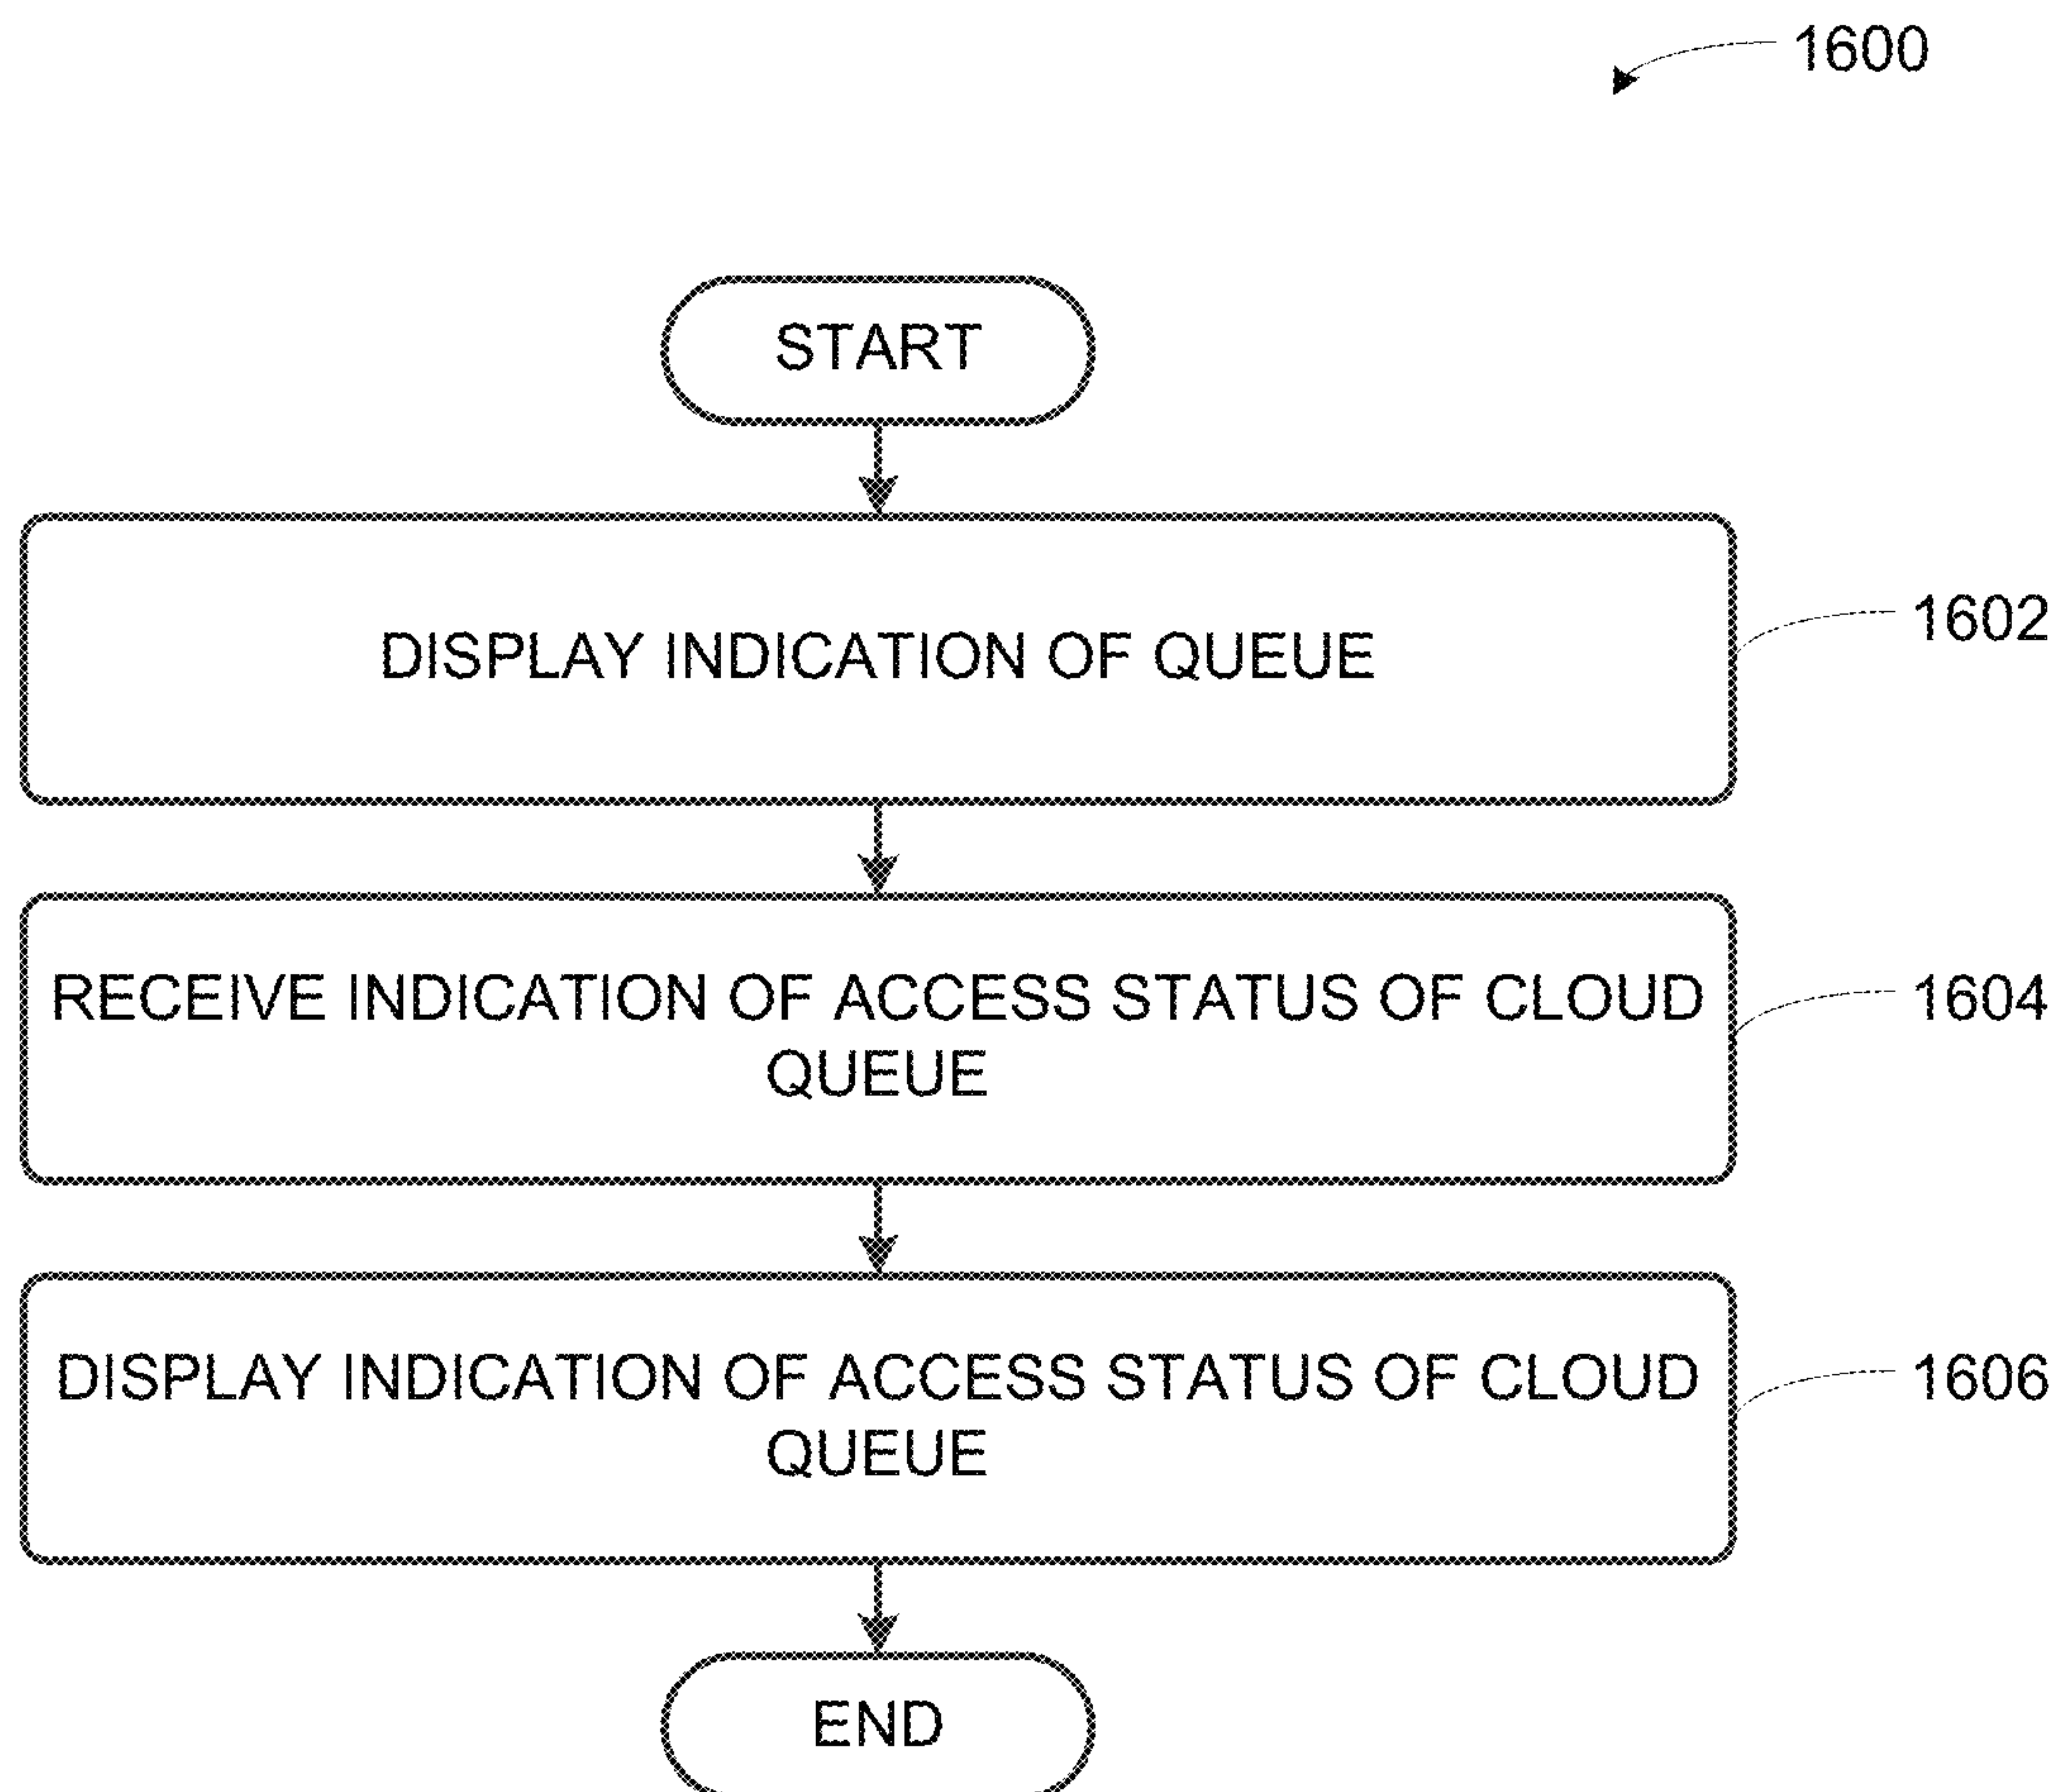 1600
START
DISPLAY INDICATION OF QUEUE
1602
RECEIVE INDICATION OF ACCESS STATUS OF CLOUD
QUEUE
1604
DISPLAY INDICATION OF ACCESS STATUS OF CLOUD
QUEUE
1606
END